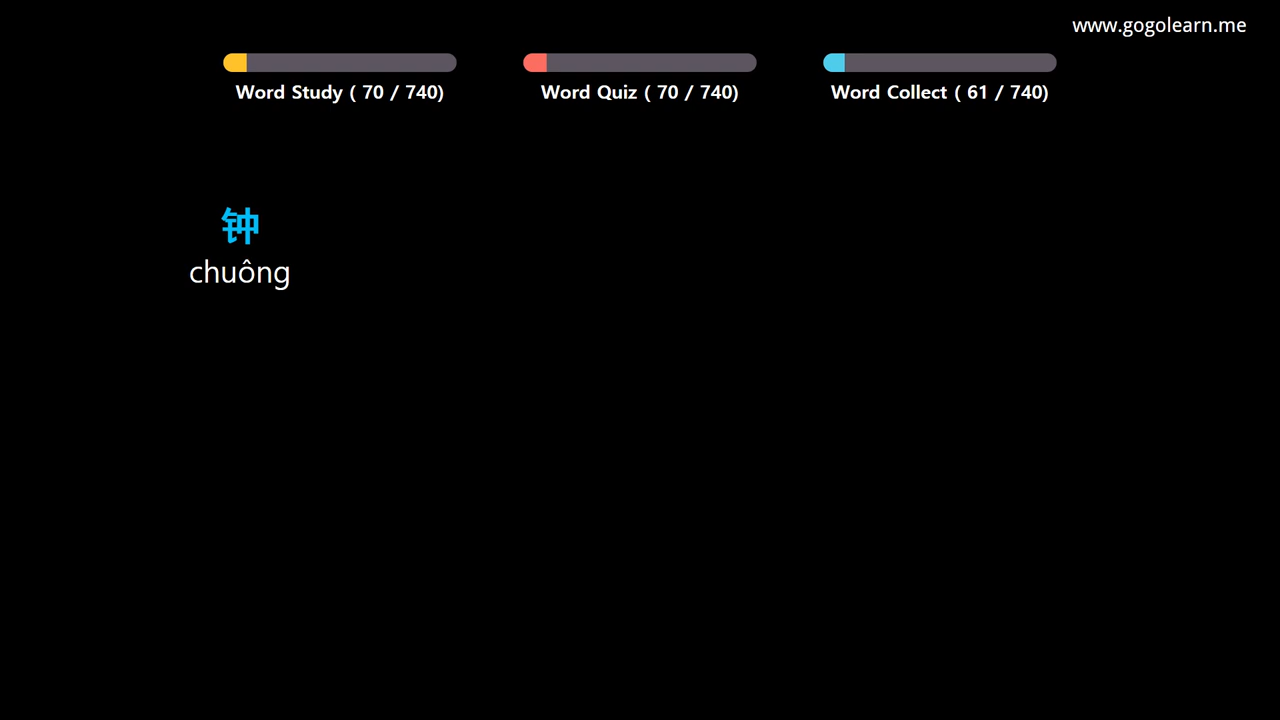 www.gogolearn.me
Word Study ( 70 / 740)
Word Quiz ( 70 / 740)
Word Collect ( 61 / 740)
钟
chuông